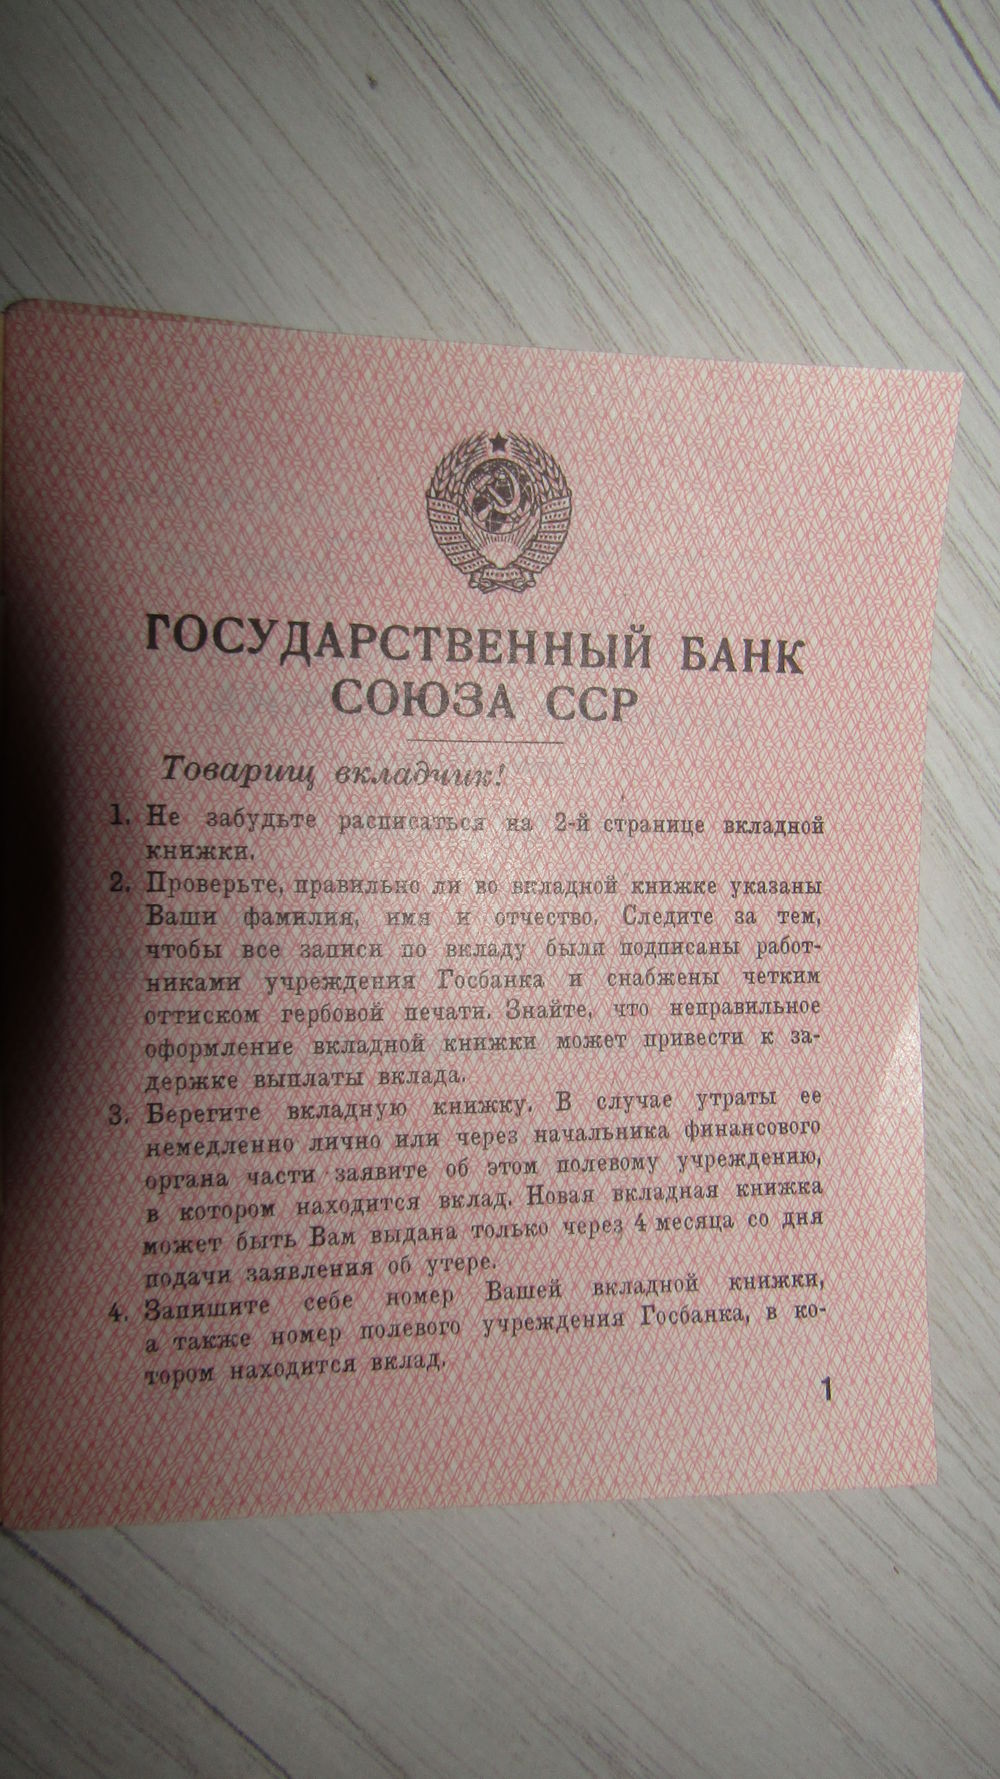 ГОСУДАРСТВЕННЫЙ БАНК
СОЮЗА ССР
Товарищ вкладчик!
1. Не забудьте расписаться на 2-й странице вкладной
книжки.
2. Проверьте, правильно ли во вкладной книжке указаны
Ваши фамилия, имя и отчество. Следите за тем,
чтобы все записи по вкладу были подписаны работ-
никами учреждения Госбанка и снабжены четким
оттиском гербовой печати. Знайте, что неправильное
оформление вкладной книжки может привести к за-
держке выплаты вклада.
3. Берегите вкладную книжку. В случае утраты ее
немедленно лично или через начальника финансового
органа части заявите об этом полевому учреждению,
в котором находится вклад. Новая вкладная книжка
может быть Вам выдана только через 4 месяца со дня
подачи заявления об утере.
4. Запишите себе номер Вашей вкладной книжки,
а также номер полевого учреждения Госбанка, в ко-
тором находится вклад.
1